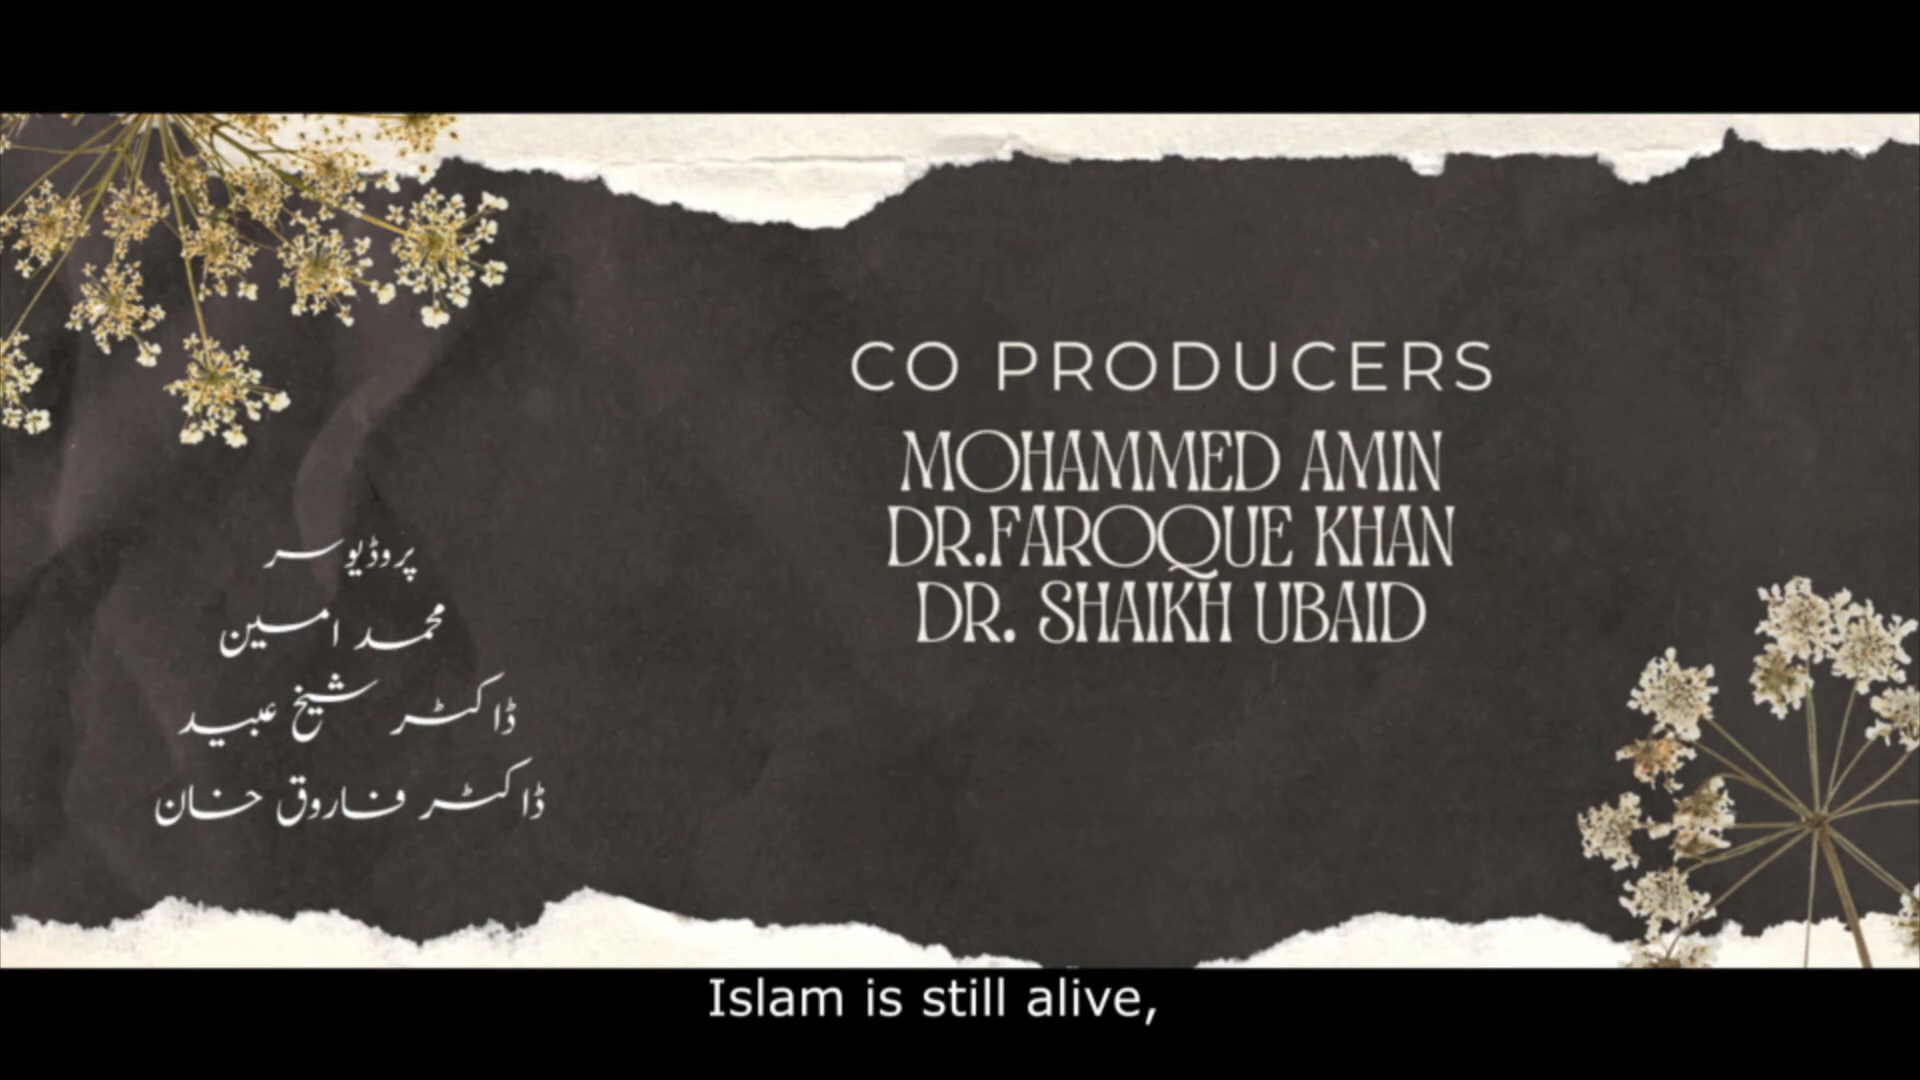 CO PRODUCERS
MOHAMMED AMIN
DR.FAROQUE KHAN
DR. SHAIKH UBAID
پروڈیوسر
محمد امین
ڈاکٹر شیخ عبید
ڈاکٹر فاروق خان
Islam is still alive,